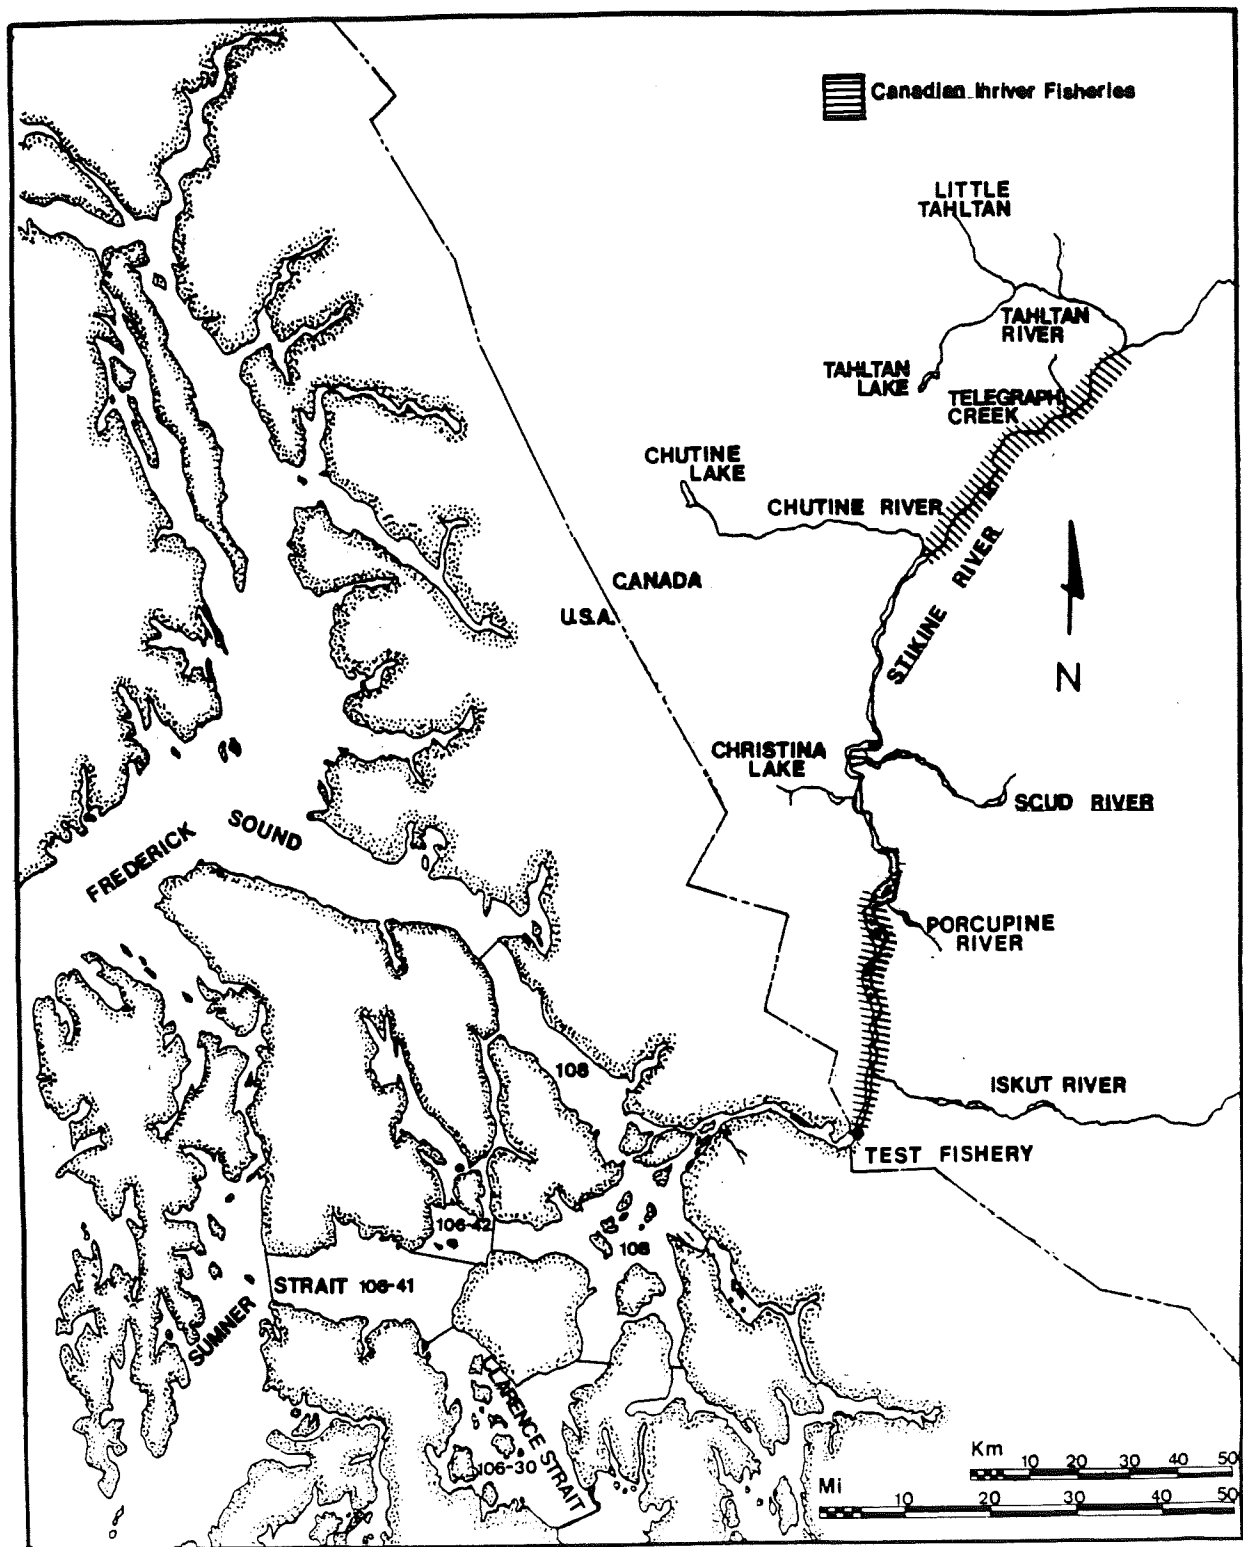 Canadian Inriver Fisheries
LITTLE
TAHLTAN
TAHLTAN
RIVER
TAHLTAN
LAKE
TELEGRAPH
CREEK
CHUTINE
LAKE
CHUTINE RIVER
STIKINE RIVER
CANADA
U.S.A.
N
CHRISTINA
LAKE
SCUD RIVER
FREDERICK SOUND
PORCUPINE
RIVER
108
ISKUT RIVER
TEST FISHERY
106-42
108
STRAIT 106-41
SUMNER
CLARENCE STRAIT
106-30
Km
10 20 30 40 50
Mi
10 20 30 40 50